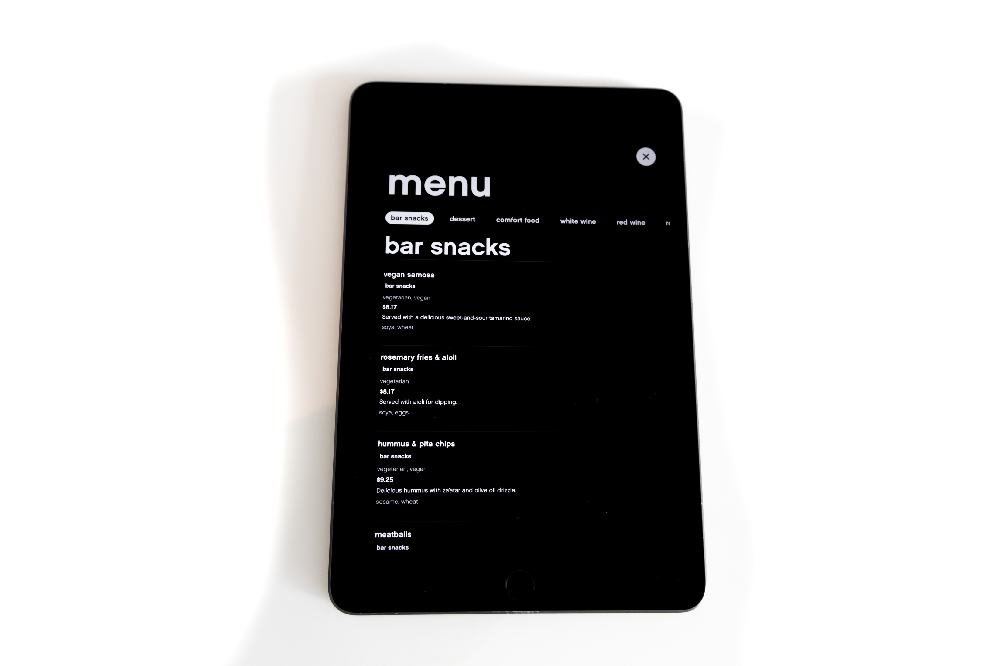 menu
bar snacks dessert comfort food white wine red wine
bar snacks
vegan samosa
bar snacks
vegetarian, vegan
$8.17
Served with a delicious sweet-and-sour tamarind sauce.
soya, wheat
rosemary fries & aioli
bar snacks
vegetarian
$8.17
Served with aioli for dipping.
soya, eggs
hummus & pita chips
bar snacks
vegetarian, vegan
$9.25
Delicious hummus with za'atar and olive oil drizzle.
sesame, wheat
meatballs
bar snacks